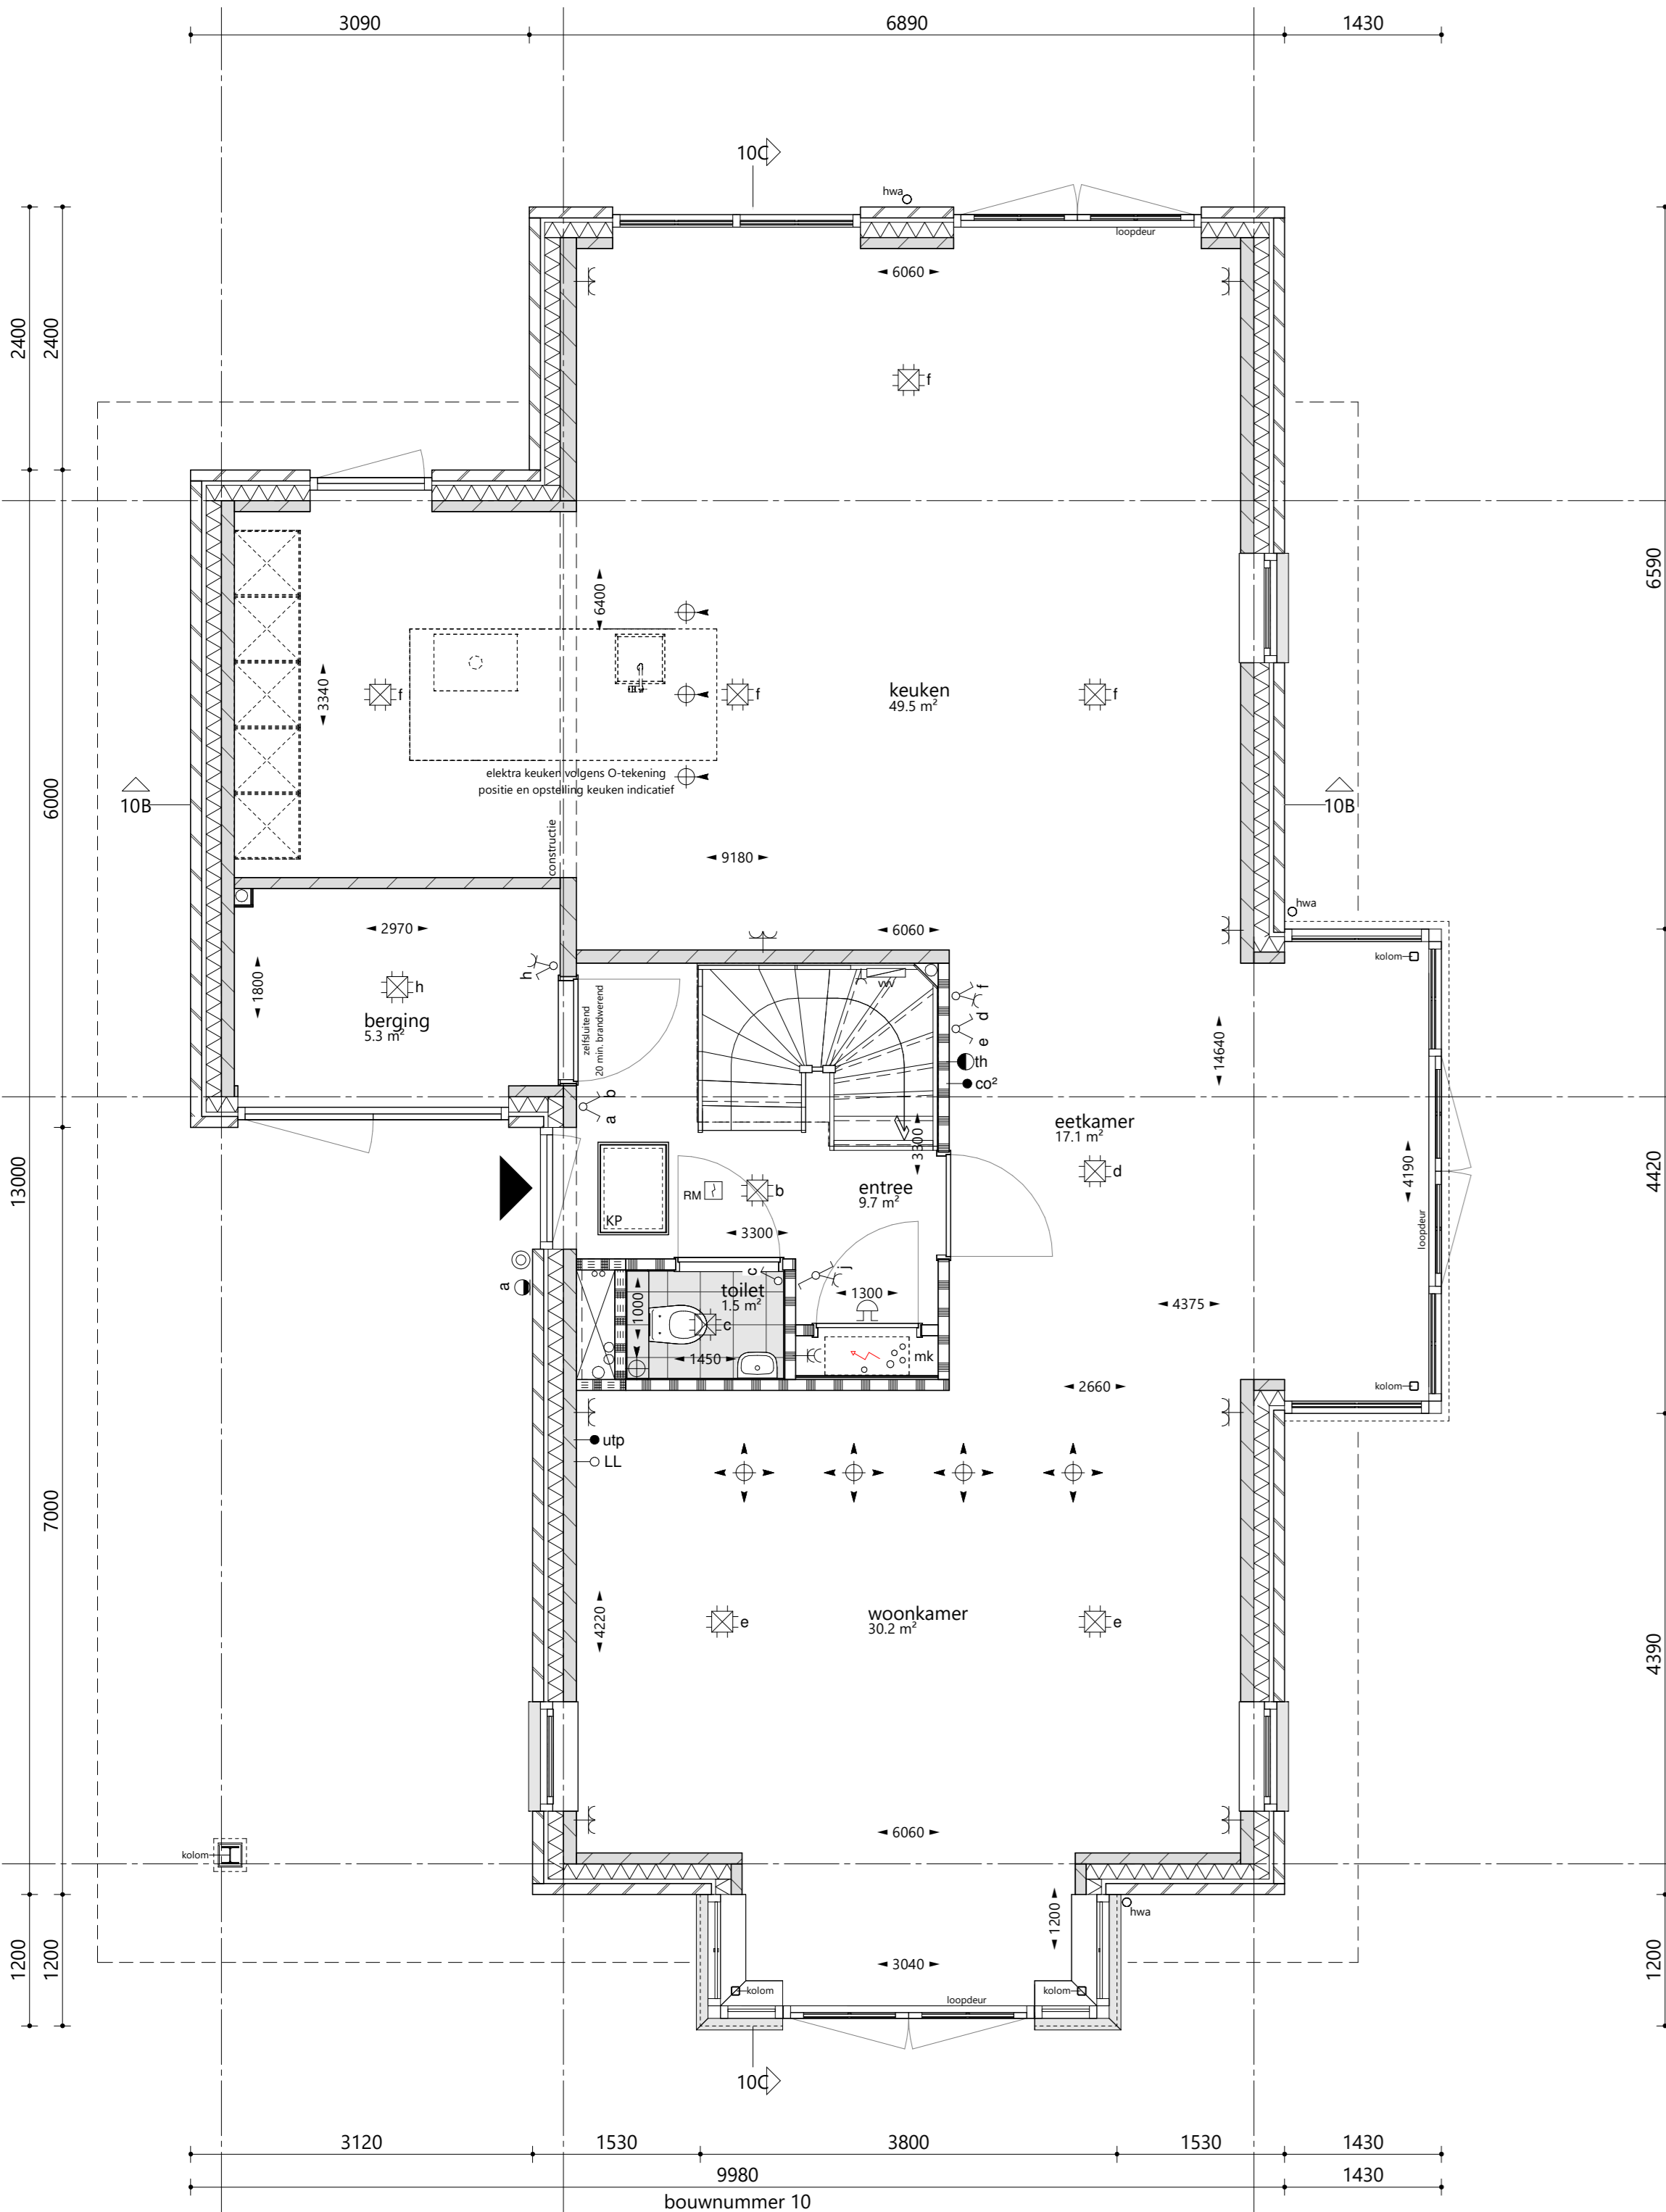 3090 6890 1430
10C
hwa
loopdeur
6060
2400 2400
f
6400
6590
3340
f
f
f
keuken
49.5 m²
elektra keuken volgens O-tekening
positie en opstelling keuken indicatief
6000
10B
10B
constructie
9180
hwa
2970
6060
kolom
h
vvv
f
1800
h
berging
5.3 m²
zelfsluitend
20 min. brandwerend
d
e
th
co²
14640
b
a
eetkamer
17.1 m²
3300
d
4190
4420
13000
RM
b
entree
9.7 m²
KP
3300
loopdeur
a
c
j
toilet
1.5 m²
1000
1300
4375
c
1450
mk
2660
kolom
utp
LL
7000
4220
woonkamer
30.2 m²
e
e
4390
6060
kolom
1200
hwa
1200 1200
1200
3040
kolom
kolom
loopdeur
10C
3120 1530 3800 1530 1430
9980 1430
bouwnummer 10